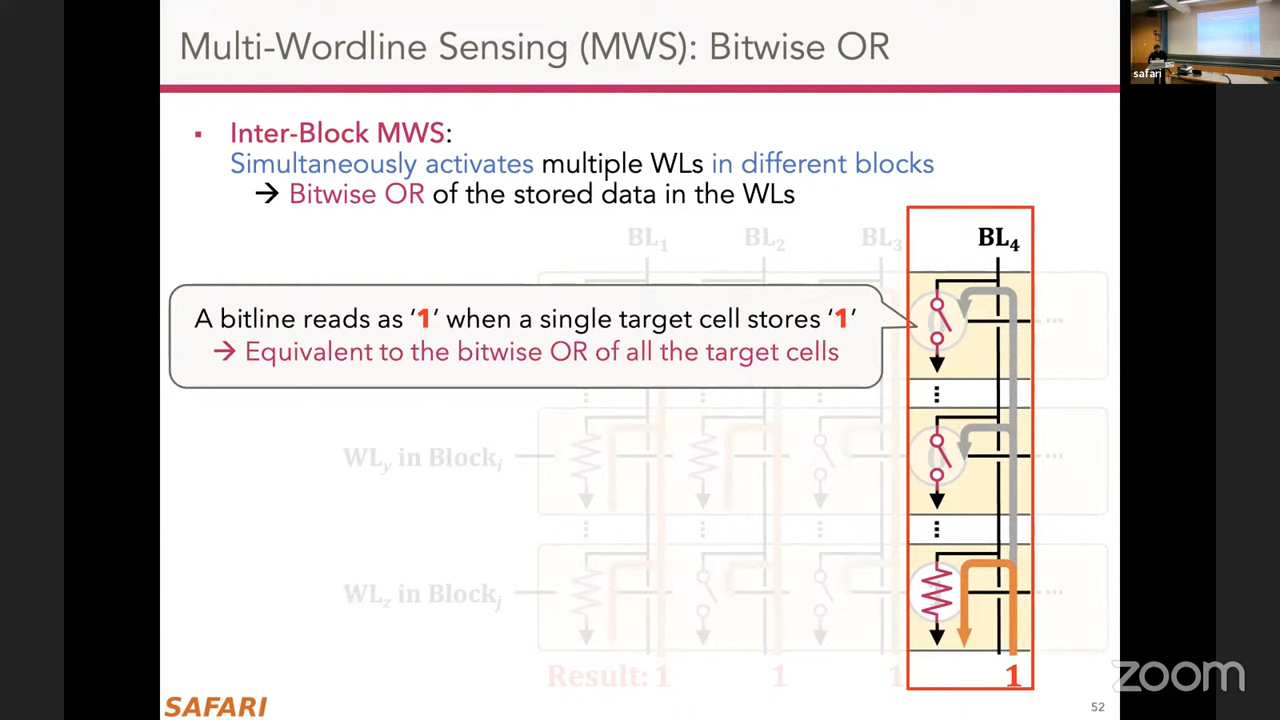 Multi-Wordline Sensing (MWS): Bitwise OR
safari
▪ Inter-Block MWS:
Simultaneously activates multiple WLs in different blocks
→ Bitwise OR of the stored data in the WLs
BL₁ BL₂ BL₃ BL₄
A bitline reads as ‘1’ when a single target cell stores ‘1’
→ Equivalent to the bitwise OR of all the target cells
WLy in Blockᵢ
WL𝓏 in Blockⱼ
Result: 1 1 1 1
zoom
SAFARI
52